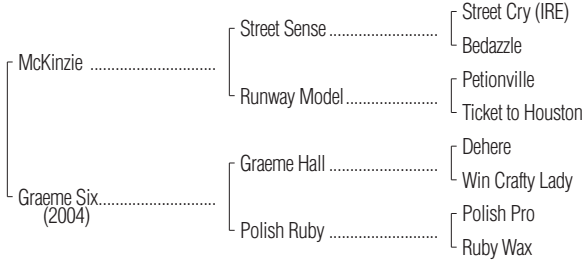 Street Cry (IRE)
Street Sense ........................
Bedazzle
McKinzie ............................
Petionville
Runway Model....................
Ticket to Houston
Dehere
Graeme Hall ........................
Win Crafty Lady
Graeme Six..........................
(2004)
Polish Pro
Polish Ruby ........................
Ruby Wax